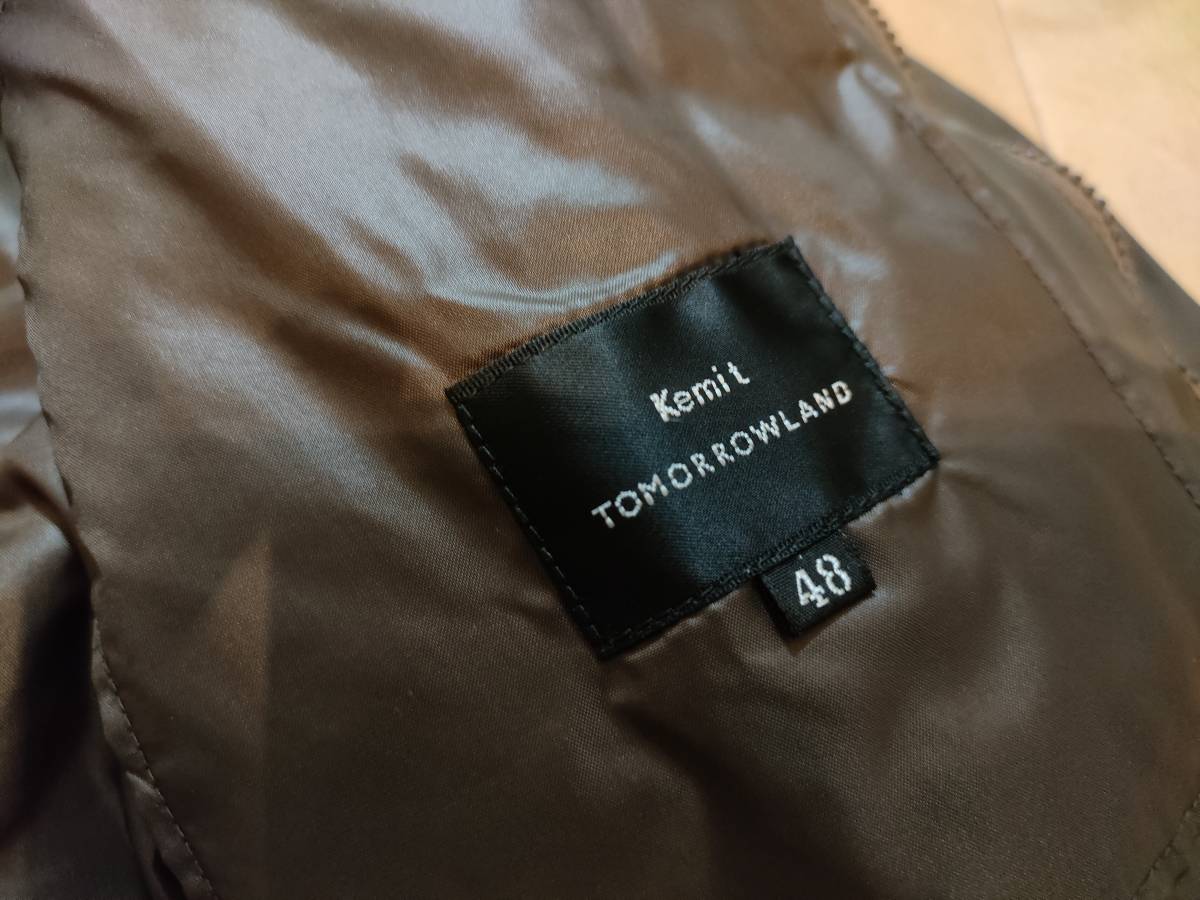 Kemit
TOMORROWLAND
48